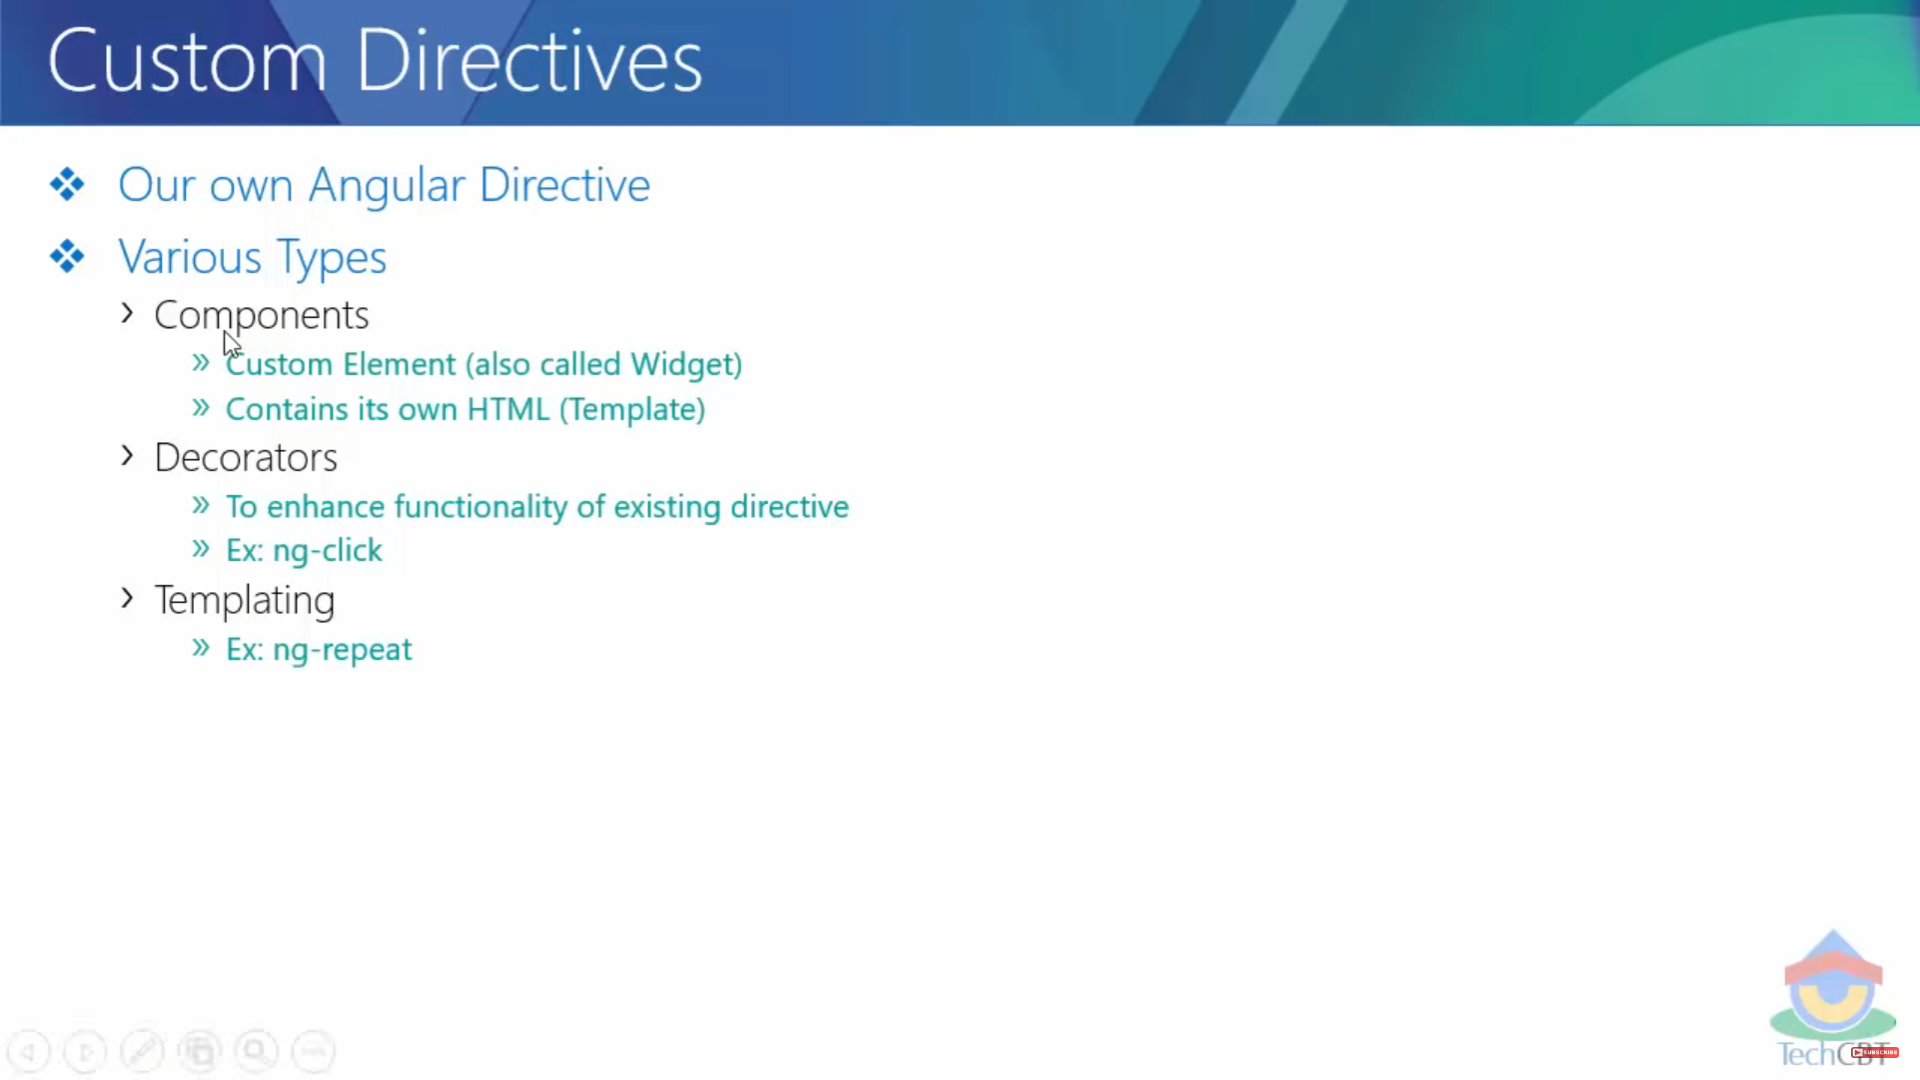 Custom Directives
Our own Angular Directive
Various Types
Components
Custom Element (also called Widget)
Contains its own HTML (Template)
Decorators
To enhance functionality of existing directive
Ex: ng-click
Templating
Ex: ng-repeat
TechCBT
SUBSCRIBE